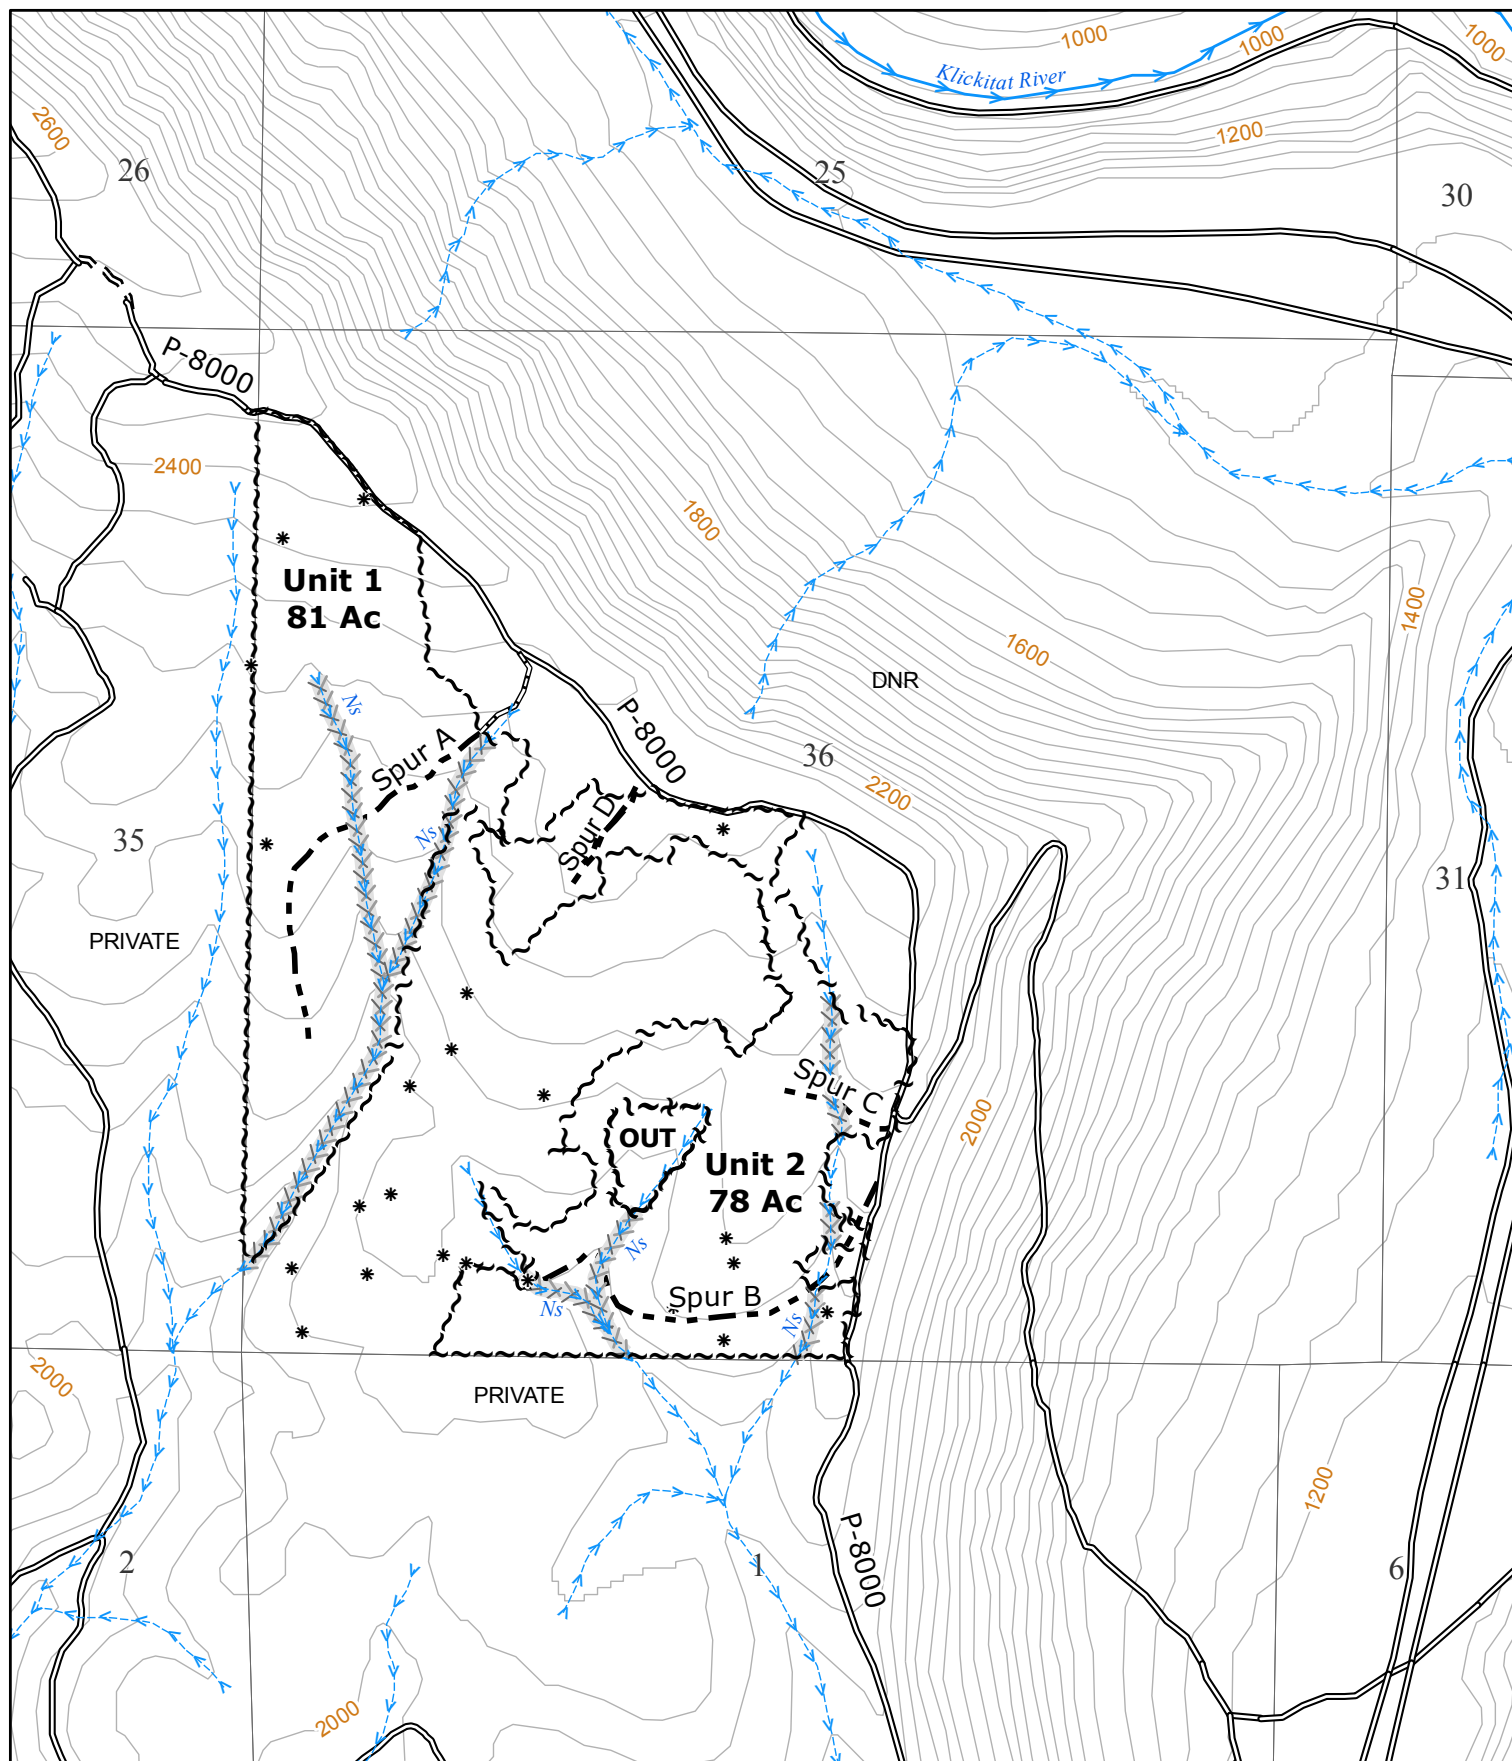 1000
1000
1000
Klickitat River
2600
1200
26
25
30
P-8000
2400
1800
Unit 1
81 Ac
1400
1600
DNR
Ns
P-8000
Spur A
36
2200
Spur D
Ns
35
31
PRIVATE
Spur C
2000
OUT
Unit 2
78 Ac
Ns
Spur B
Ns
Ns
2000
PRIVATE
1200
P-8000
2
1
6
2000